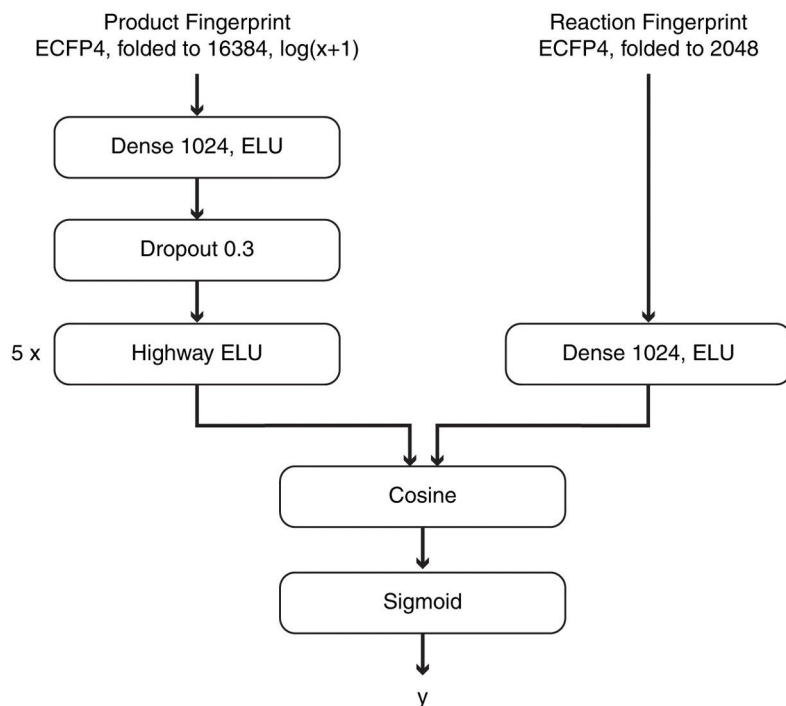 Product Fingerprint
ECFP4, folded to 16384, log(x+1)
Reaction Fingerprint
ECFP4, folded to 2048
Dense 1024, ELU
Dropout 0.3
5 x
Highway ELU
Dense 1024, ELU
Cosine
Sigmoid
y